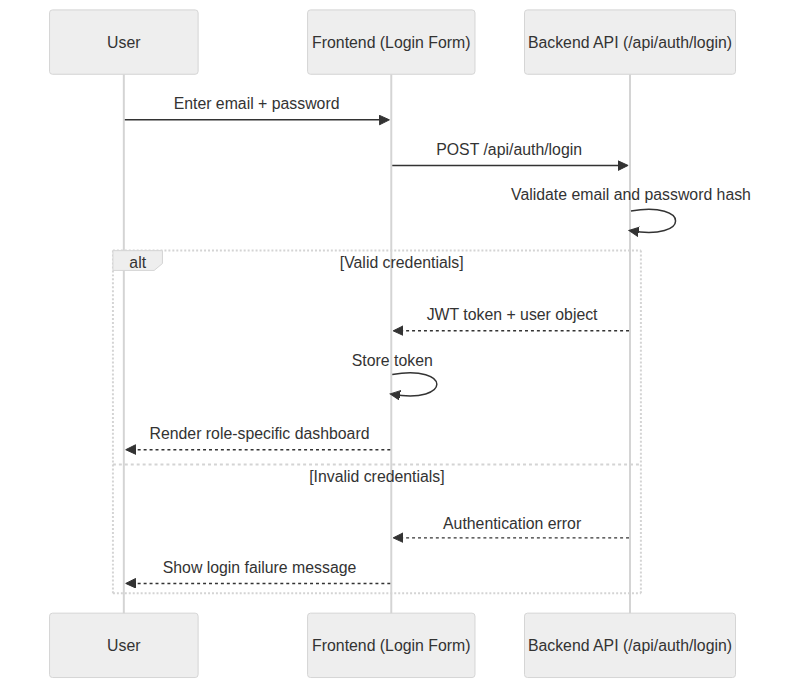 User
Frontend (Login Form)
Backend API (/api/auth/login)
Enter email + password
POST /api/auth/login
Validate email and password hash
alt
[Valid credentials]
JWT token + user object
Store token
Render role-specific dashboard
[Invalid credentials]
Authentication error
Show login failure message
User
Frontend (Login Form)
Backend API (/api/auth/login)